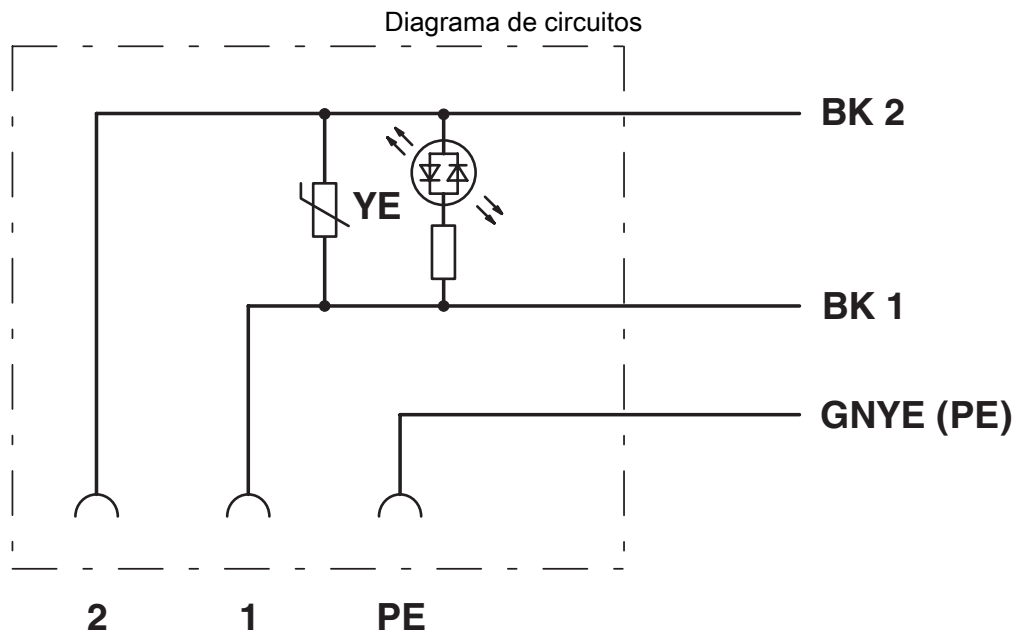 Diagrama de circuitos
BK 2
YE
BK 1
GNYE (PE)
2 1 PE